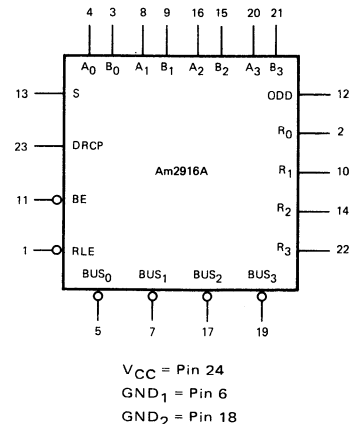 4 3 8 9 16 15 20 21
A0 B0 A1 B1 A2 B2 A3 B3
13 S ODD 12
R0 2
23 DRCP
Am2916A
R1 10
11 BE
R2 14
1 RLE
R3 22
BUS0 BUS1 BUS2 BUS3
5 7 17 19
VCC = Pin 24
GND1 = Pin 6
GND2 = Pin 18